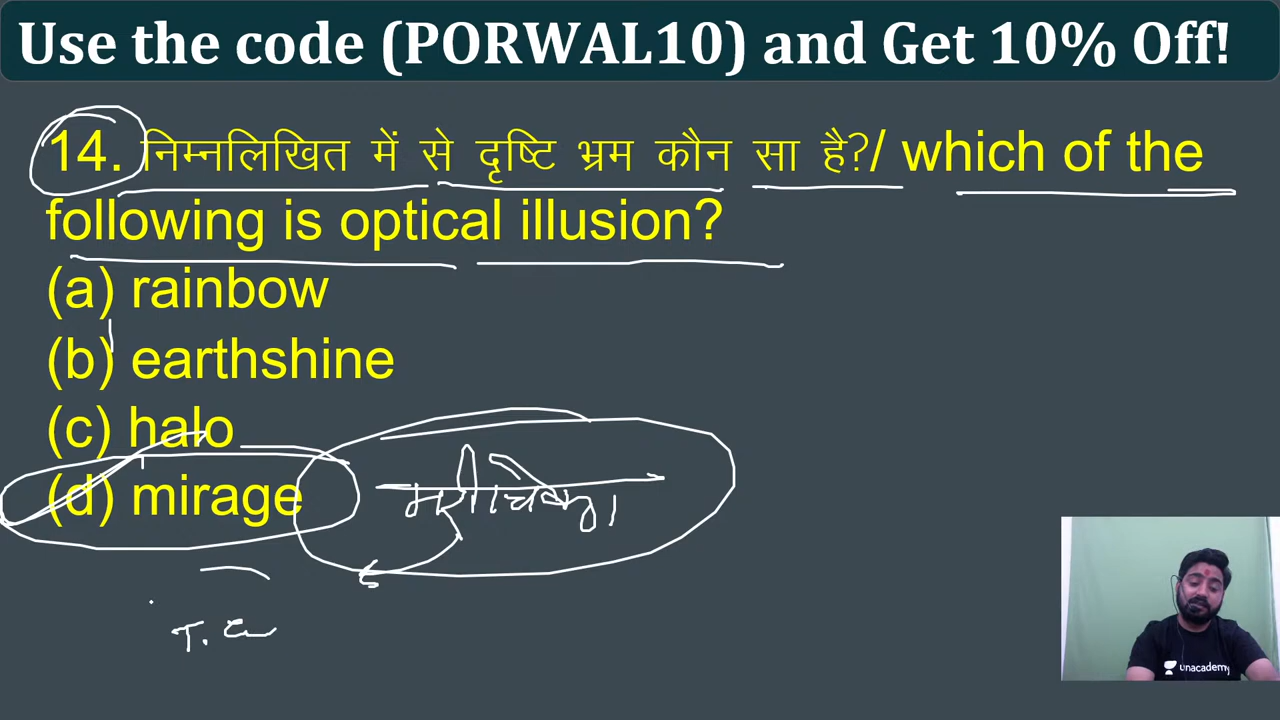 Use the code (PORWAL10) and Get 10% Off!
14. निम्नलिखित में से दृष्टि भ्रम कौन सा है?/ which of the
following is optical illusion?
(a) rainbow
(b) earthshine
(c) halo
(d) mirage
मरीचिका
unacademy